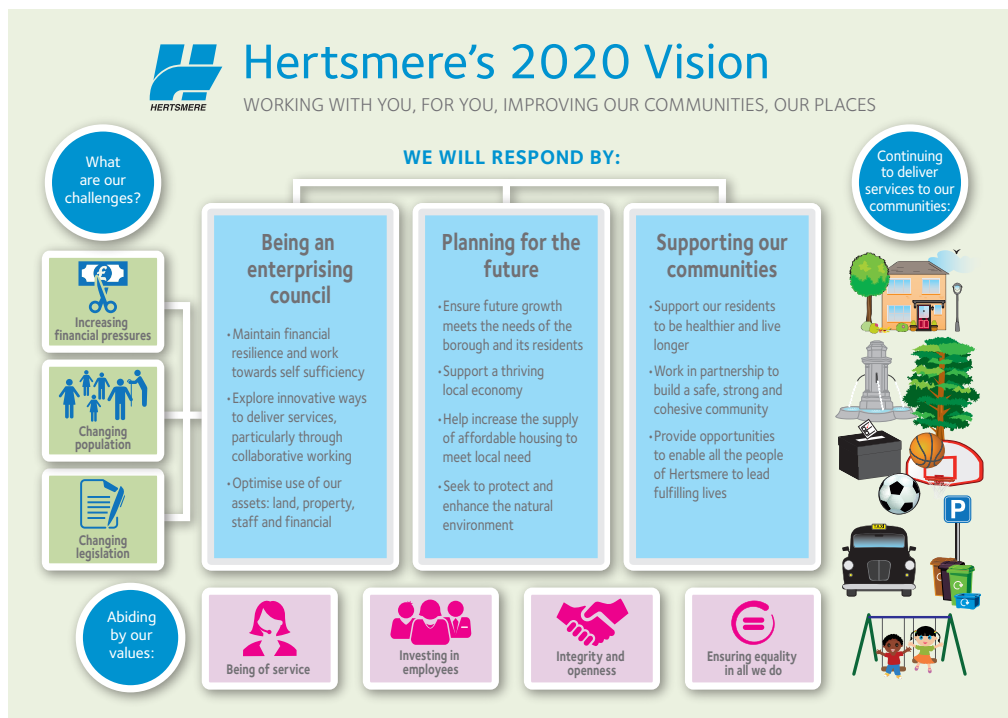 Hertsmere's 2020 Vision
HERTSMERE
WORKING WITH YOU, FOR YOU, IMPROVING OUR COMMUNITIES, OUR PLACES
What
are our
challenges?
WE WILL RESPOND BY:
Continuing
to deliver
services to our
communities:
£
Increasing
financial pressures
Changing
population
Changing
legislation
Being an
enterprising
council
·Maintain financial
resilience and work
towards self sufficiency
·Explore innovative ways
to deliver services,
particularly through
collaborative working
·Optimise use of our
assets: land, property,
staff and financial
Planning for the
future
·Ensure future growth
meets the needs of the
borough and its residents
·Support a thriving
local economy
·Help increase the supply
of affordable housing to
meet local need
·Seek to protect and
enhance the natural
environment
Supporting our
communities
·Support our residents
to be healthier and live
longer
·Work in partnership to
build a safe, strong and
cohesive community
·Provide opportunities
to enable all the people
of Hertsmere to lead
fulfilling lives
P
TAXI
Abiding
by our
values:
Being of service
Investing in
employees
Integrity and
openness
Ensuring equality
in all we do